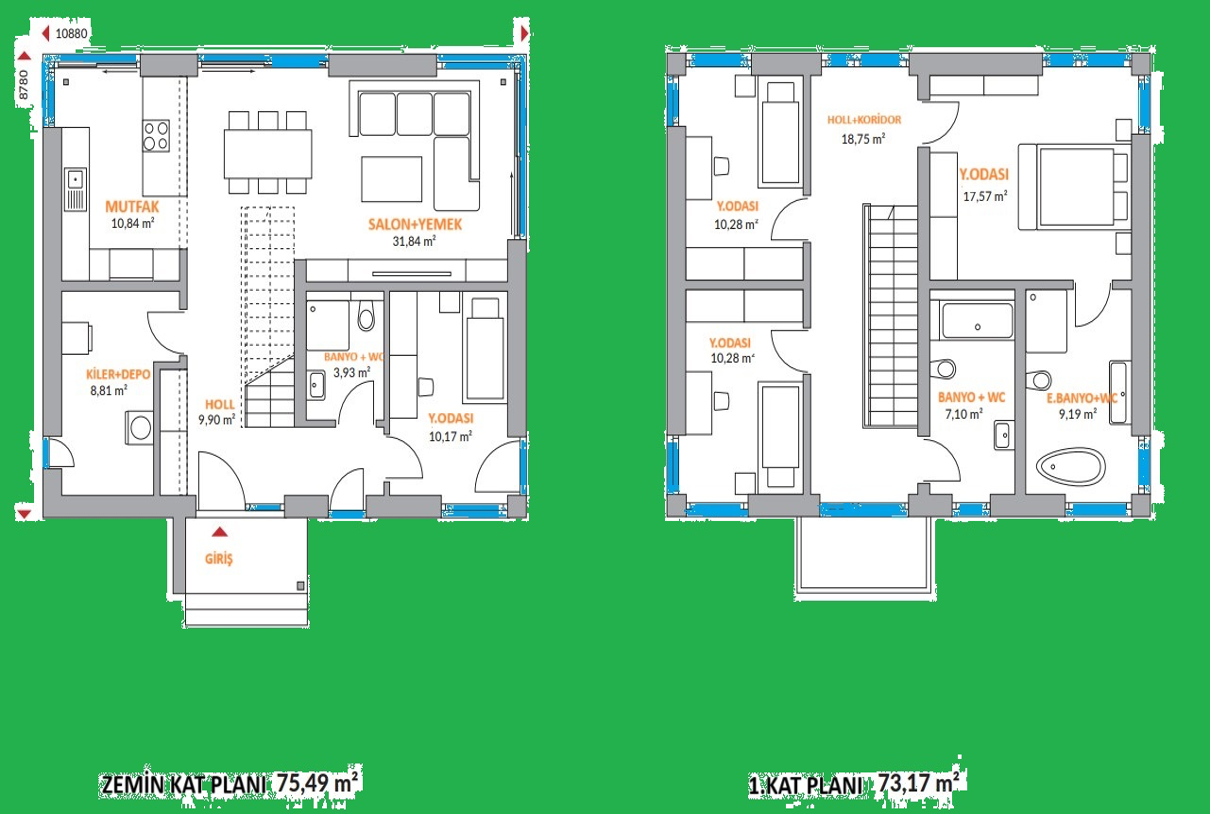 10880
8780
MUTFAK
10,84 m²
SALON+YEMEK
31,84 m²
KİLER+DEPO
8,81 m²
HOLL
9,90 m²
BANYO + WC
3,93 m²
Y.ODASI
10,17 m²
GİRİŞ
ZEMİN KAT PLANI 75,49 m²
HOLL+KORİDOR
18,75 m²
Y.ODASI
10,28 m²
Y.ODASI
17,57 m²
Y.ODASI
10,28 m²
BANYO + WC
7,10 m²
E.BANYO+WC
9,19 m²
1.KAT PLANI 73,17 m²